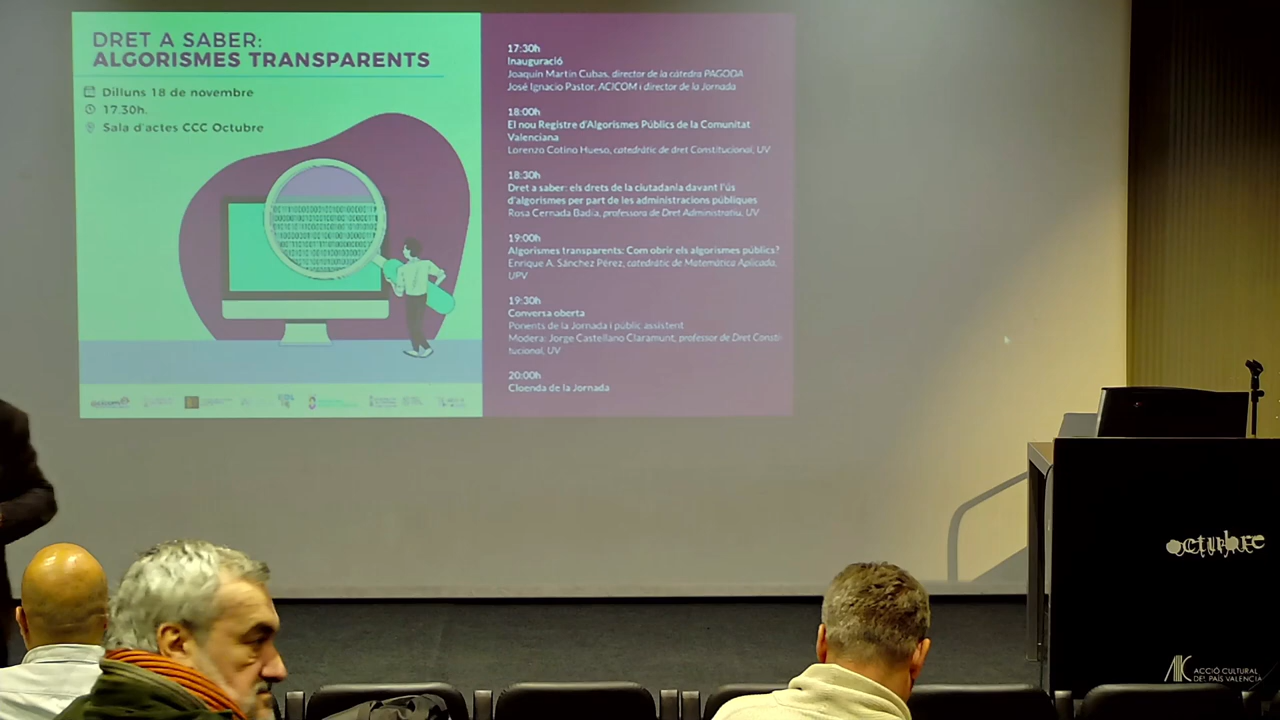 DRET A SABER:
ALGORISMES TRANSPARENTS
Dilluns 18 de novembre
17.30h.
Sala d'actes CCC Octubre
17:30h
Inauguració
Joaquín Martín Cubas, director de la càtedra PAGODA
José Ignacio Pastor, ACICOM i director de la Jornada
18:00h
El nou Registre d'Algorismes Públics de la Comunitat
Valenciana
Lorenzo Cotino Hueso, catedràtic de dret Constitucional, UV
18:30h
Dret a saber: els drets de la ciutadania davant l'ús
d'algorismes per part de les administracions públiques
Rosa Cernada Badía, professora de Dret Administratiu, UV
19:00h
Algorismes transparents: Com obrir els algorismes públics?
Enrique A. Sánchez Pérez, catedràtic de Matemàtica Aplicada,
UPV
19:30h
Conversa oberta
Ponents de la Jornada i públic assistent
Modera: Jorge Castellano Claramunt, professor de Dret Consti-
tucional, UV
20:00h
Cloenda de la Jornada
octubre
ACCIÓ CULTURAL
DEL PAÍS VALENCIÀ